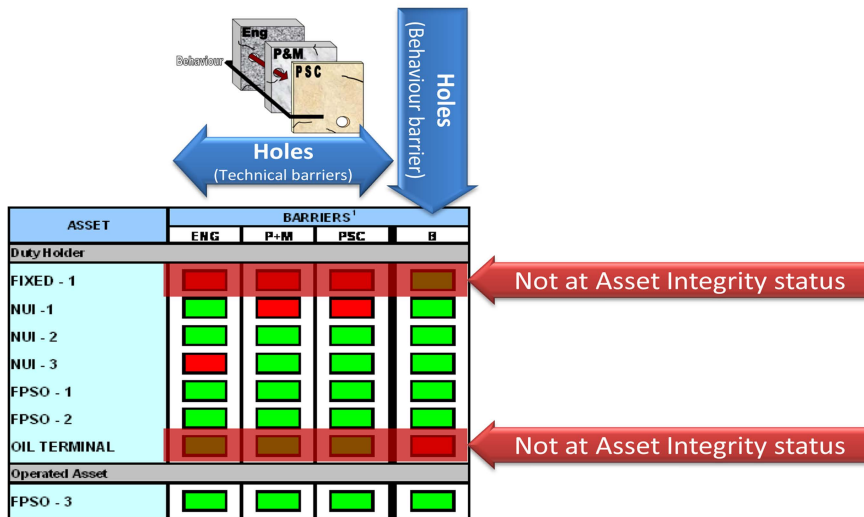 Eng
P&M
PSC
Behaviour
Holes
(Technical barriers)
Holes
(Behaviour barrier)
ASSET
BARRIERS¹
ENG P+M PSC B
Duty Holder
FIXED - 1
Not at Asset Integrity status
NUI -1
NUI - 2
NUI - 3
FPSO - 1
FPSO - 2
OIL TERMINAL
Not at Asset Integrity status
Operated Asset
FPSO - 3